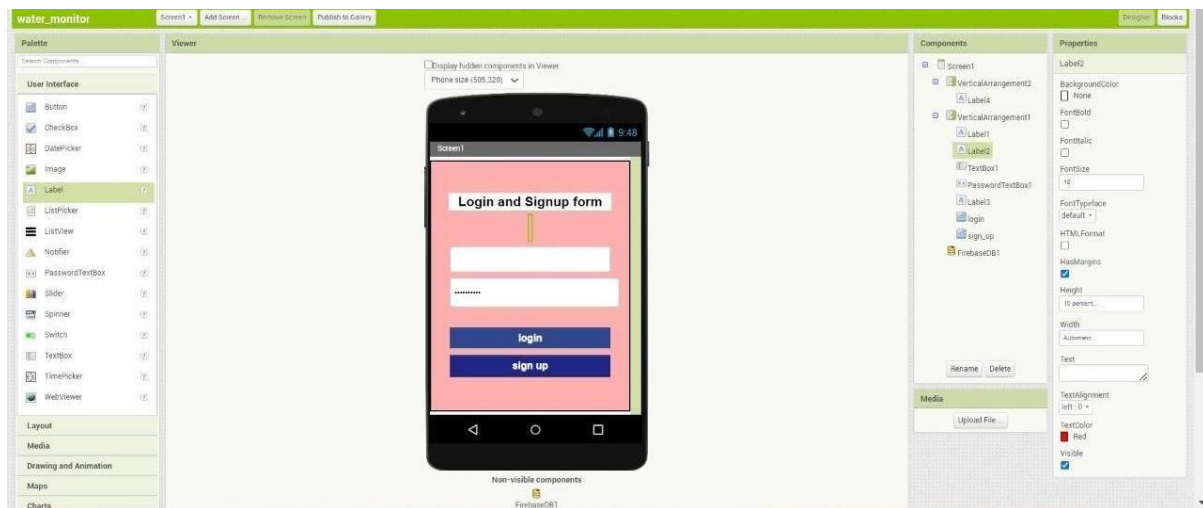 water_monitor
Screen1
Add Screen ...
Remove Screen
Publish to Gallery
Designer
Blocks
Palette
Search Components...
User Interface
Button
CheckBox
DatePicker
Image
Label
ListPicker
ListView
Notifier
PasswordTextBox
Slider
Spinner
Switch
TextBox
TimePicker
WebViewer
Layout
Media
Drawing and Animation
Maps
Charts
Viewer
Display hidden components in Viewer
Phone size (505,320)
9:48
Screen1
Login and Signup form
login
sign up
Non-visible components
FirebaseDB1
Components
Screen1
VerticalArrangement2
Label4
VerticalArrangement1
Label1
Label2
TextBox1
PasswordTextBox1
Label3
login
sign_up
FirebaseDB1
Rename
Delete
Media
Upload File ...
Properties
Label2
BackgroundColor
None
FontBold
FontItalic
FontSize
FontTypeface
default
HTMLFormat
HasMargins
Height
10 percent...
Width
Automatic...
Text
TextAlignment
left : 0
TextColor
Red
Visible